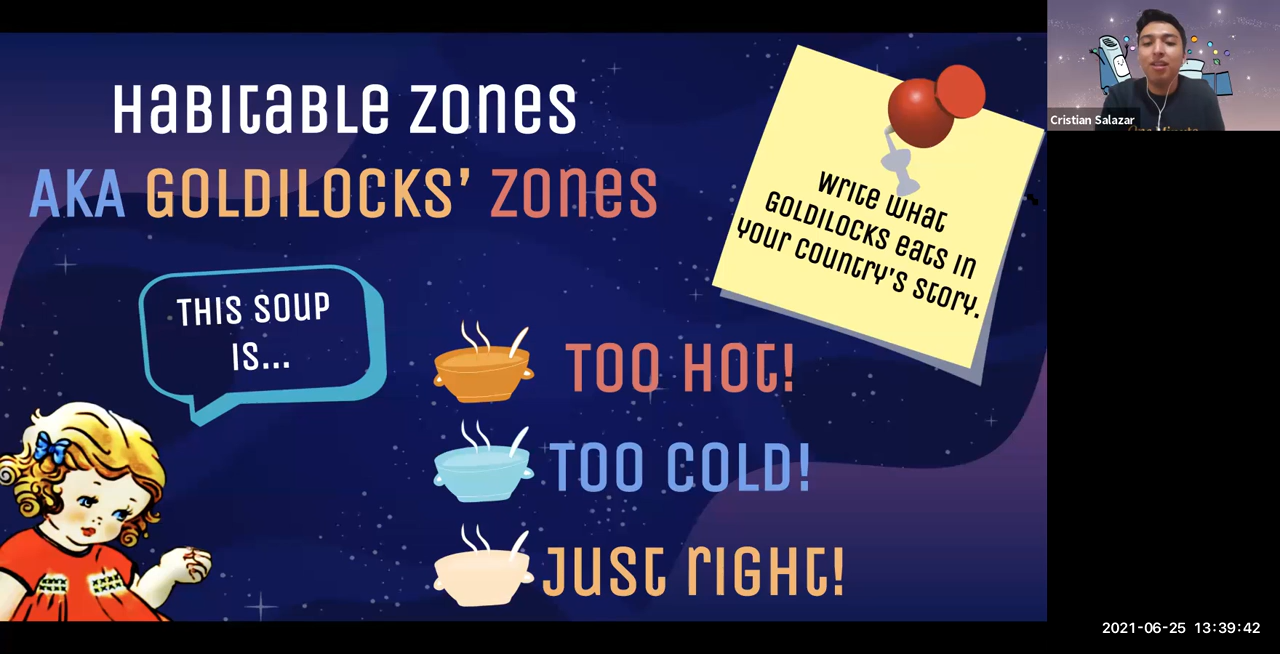 Habitable Zones
AKA Goldilocks' Zones
This soup
is...
Too hot!
Too cold!
Just right!
Write what
Goldilocks eats in
your country's story.
Cristian Salazar
2021-06-25 13:39:42